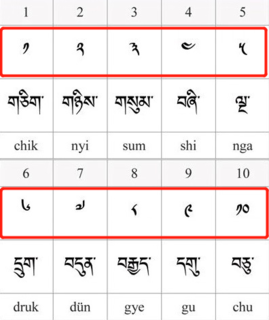 1 2 3 4 5
༡ ༢ ༣ ༤ ༥
གཅིག་ གཉིས་ གསུམ་ བཞི་ ལྔ་
chik nyi sum shi nga
6 7 8 9 10
༦ ༧ ༨ ༩ ༡༠
དྲུག་ བདུན་ བརྒྱད་ དགུ་ བཅུ་
druk dün gye gu chu